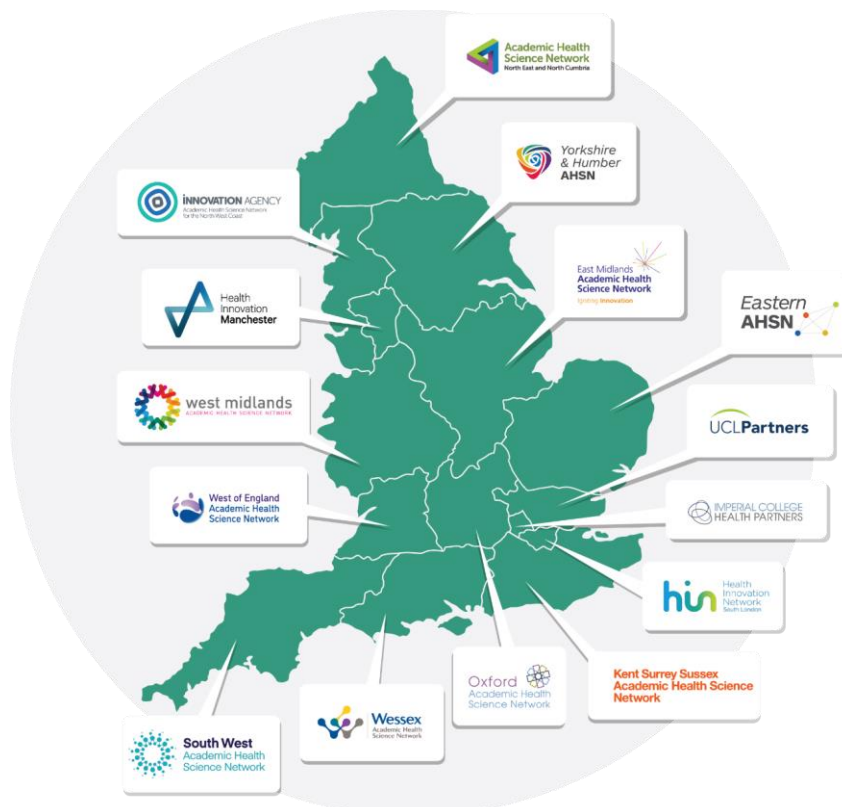 Academic Health
Science Network
North East and North Cumbria
Yorkshire
& Humber
AHSN
INNOVATION AGENCY
Academic Health Science Network
for the North West Coast
East Midlands
Academic Health
Science Network
Igniting Innovation
Health
Innovation
Manchester
Eastern
AHSN
west midlands
ACADEMIC HEALTH SCIENCE NETWORK
UCLPartners
West of England
Academic Health
Science Network
IMPERIAL COLLEGE
HEALTH PARTNERS
hin
Health
Innovation
Network
South London
Oxford
Academic Health
Science Network
Kent Surrey Sussex
Academic Health Science
Network
Wessex
Academic Health
Science Network
South West
Academic Health
Science Network